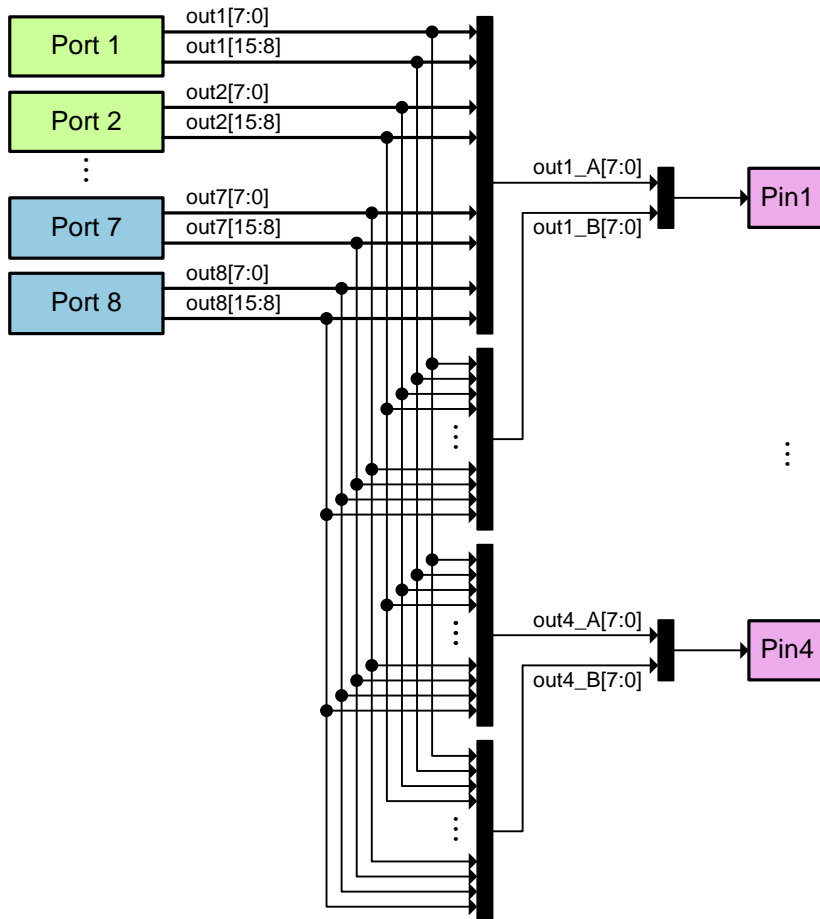 out1[7:0]
Port 1
out1[15:8]
out2[7:0]
Port 2
out2[15:8]
out7[7:0]
Port 7
out7[15:8]
out8[7:0]
Port 8
out8[15:8]
out1_A[7:0]
Pin1
out1_B[7:0]
out4_A[7:0]
Pin4
out4_B[7:0]